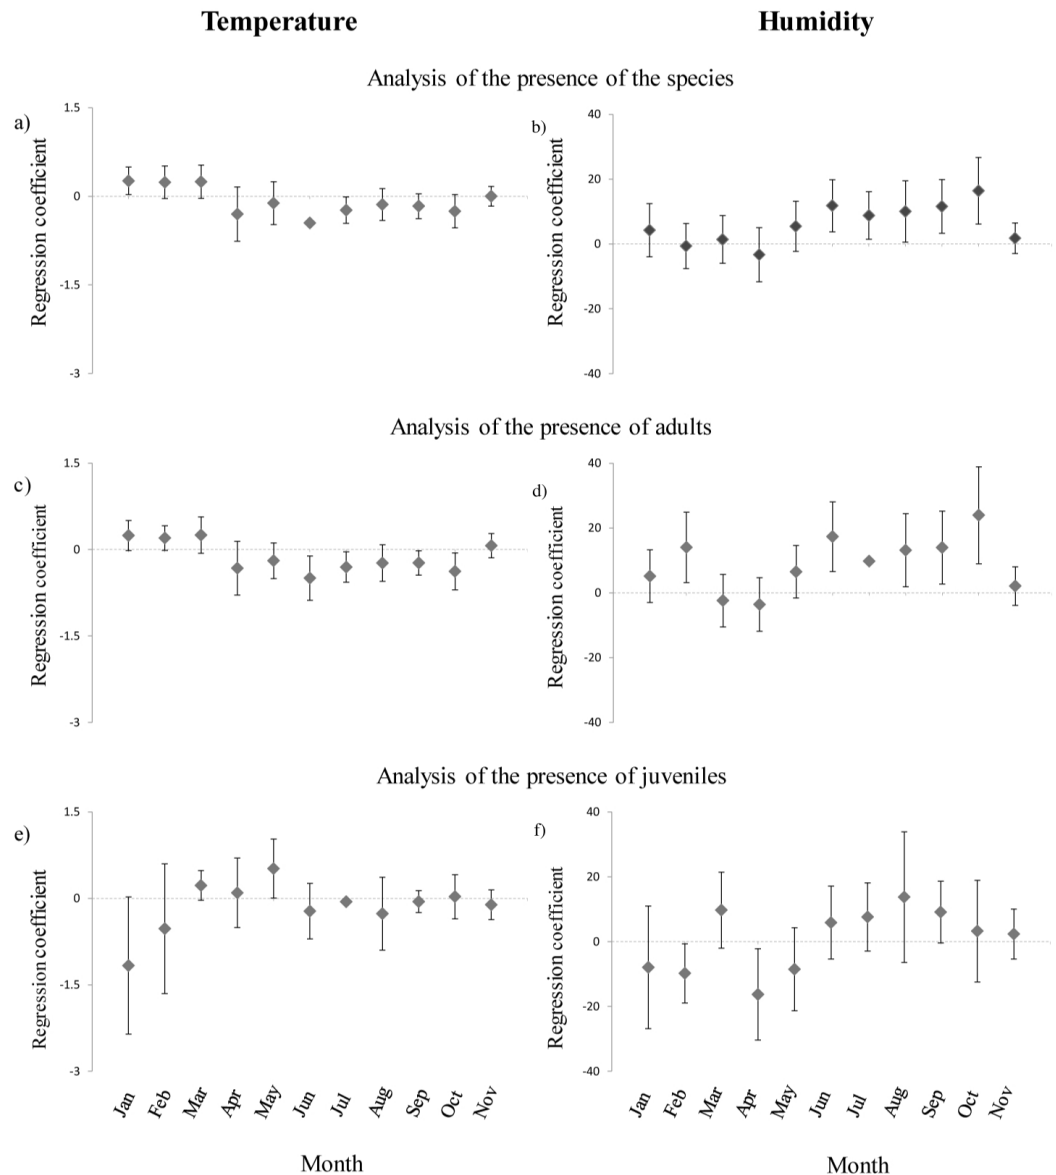 Temperature
Humidity
Analysis of the presence of the species
a)
Regression coefficient
1.5
0
-1.5
-3
b)
Regression coefficient
40
20
0
-20
-40
Analysis of the presence of adults
c)
Regression coefficient
1.5
0
-1.5
-3
d)
Regression coefficient
40
20
0
-20
-40
Analysis of the presence of juveniles
e)
Regression coefficient
1.5
0
-1.5
-3
Jan Feb Mar Apr May Jun Jul Aug Sep Oct Nov
Month
f)
Regression coefficient
40
20
0
-20
-40
Jan Feb Mar Apr May Jun Jul Aug Sep Oct Nov
Month